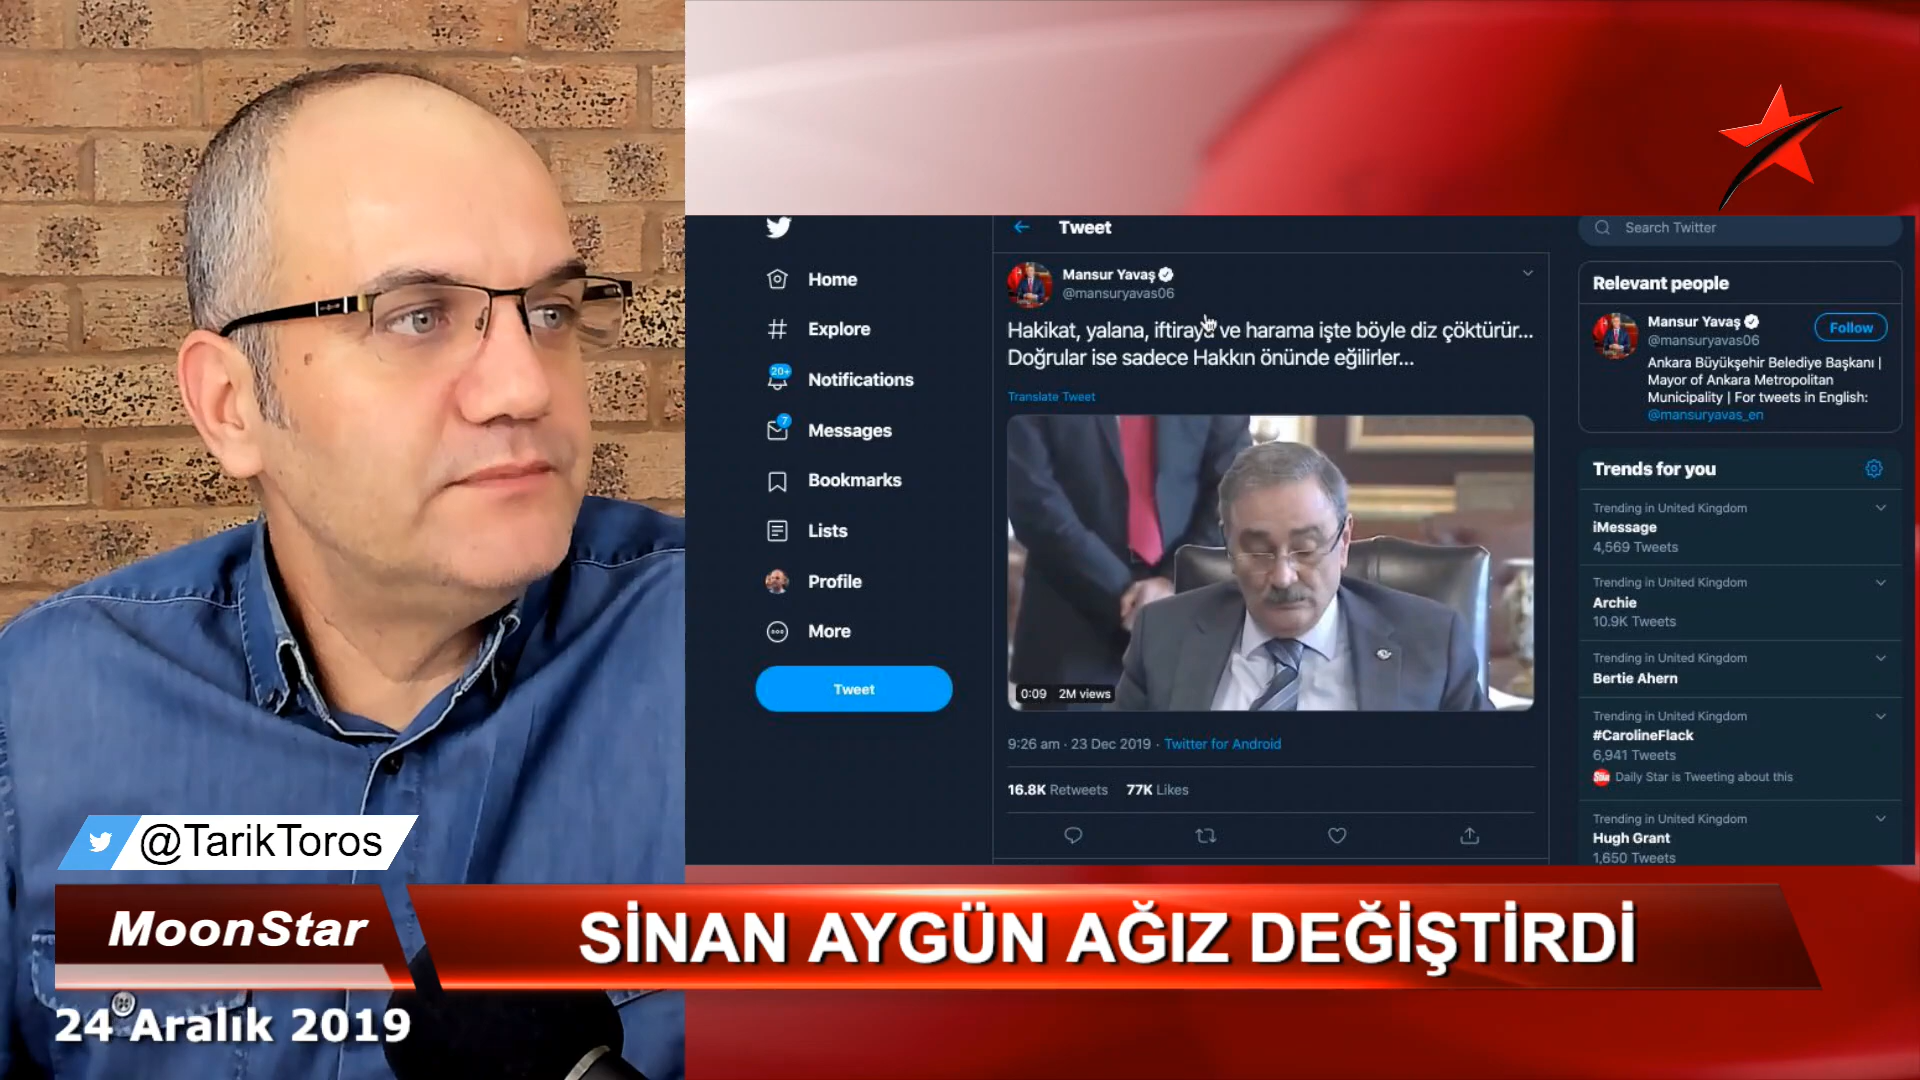 Home
Explore
20+
Notifications
7
Messages
Bookmarks
Lists
Profile
More
Tweet
Tweet
Mansur Yavaş
@mansuryavas06
Hakikat, yalana, iftiraya ve harama işte böyle diz çöktürür...
Doğrular ise sadece Hakkın önünde eğilirler...
Translate Tweet
0:09 2M views
9:26 am · 23 Dec 2019 · Twitter for Android
16.8K Retweets 77K Likes
Search Twitter
Relevant people
Mansur Yavaş
@mansuryavas06
Follow
Ankara Büyükşehir Belediye Başkanı |
Mayor of Ankara Metropolitan
Municipality | For tweets in English:
@mansuryavas_en
Trends for you
Trending in United Kingdom
iMessage
4,569 Tweets
Trending in United Kingdom
Archie
10.9K Tweets
Trending in United Kingdom
Bertie Ahern
Trending in United Kingdom
#CarolineFlack
6,941 Tweets
Star
Daily Star is Tweeting about this
Trending in United Kingdom
Hugh Grant
1,650 Tweets
@TarikToros
MoonStar
SİNAN AYGÜN AĞIZ DEĞİŞTİRDİ
24 Aralık 2019